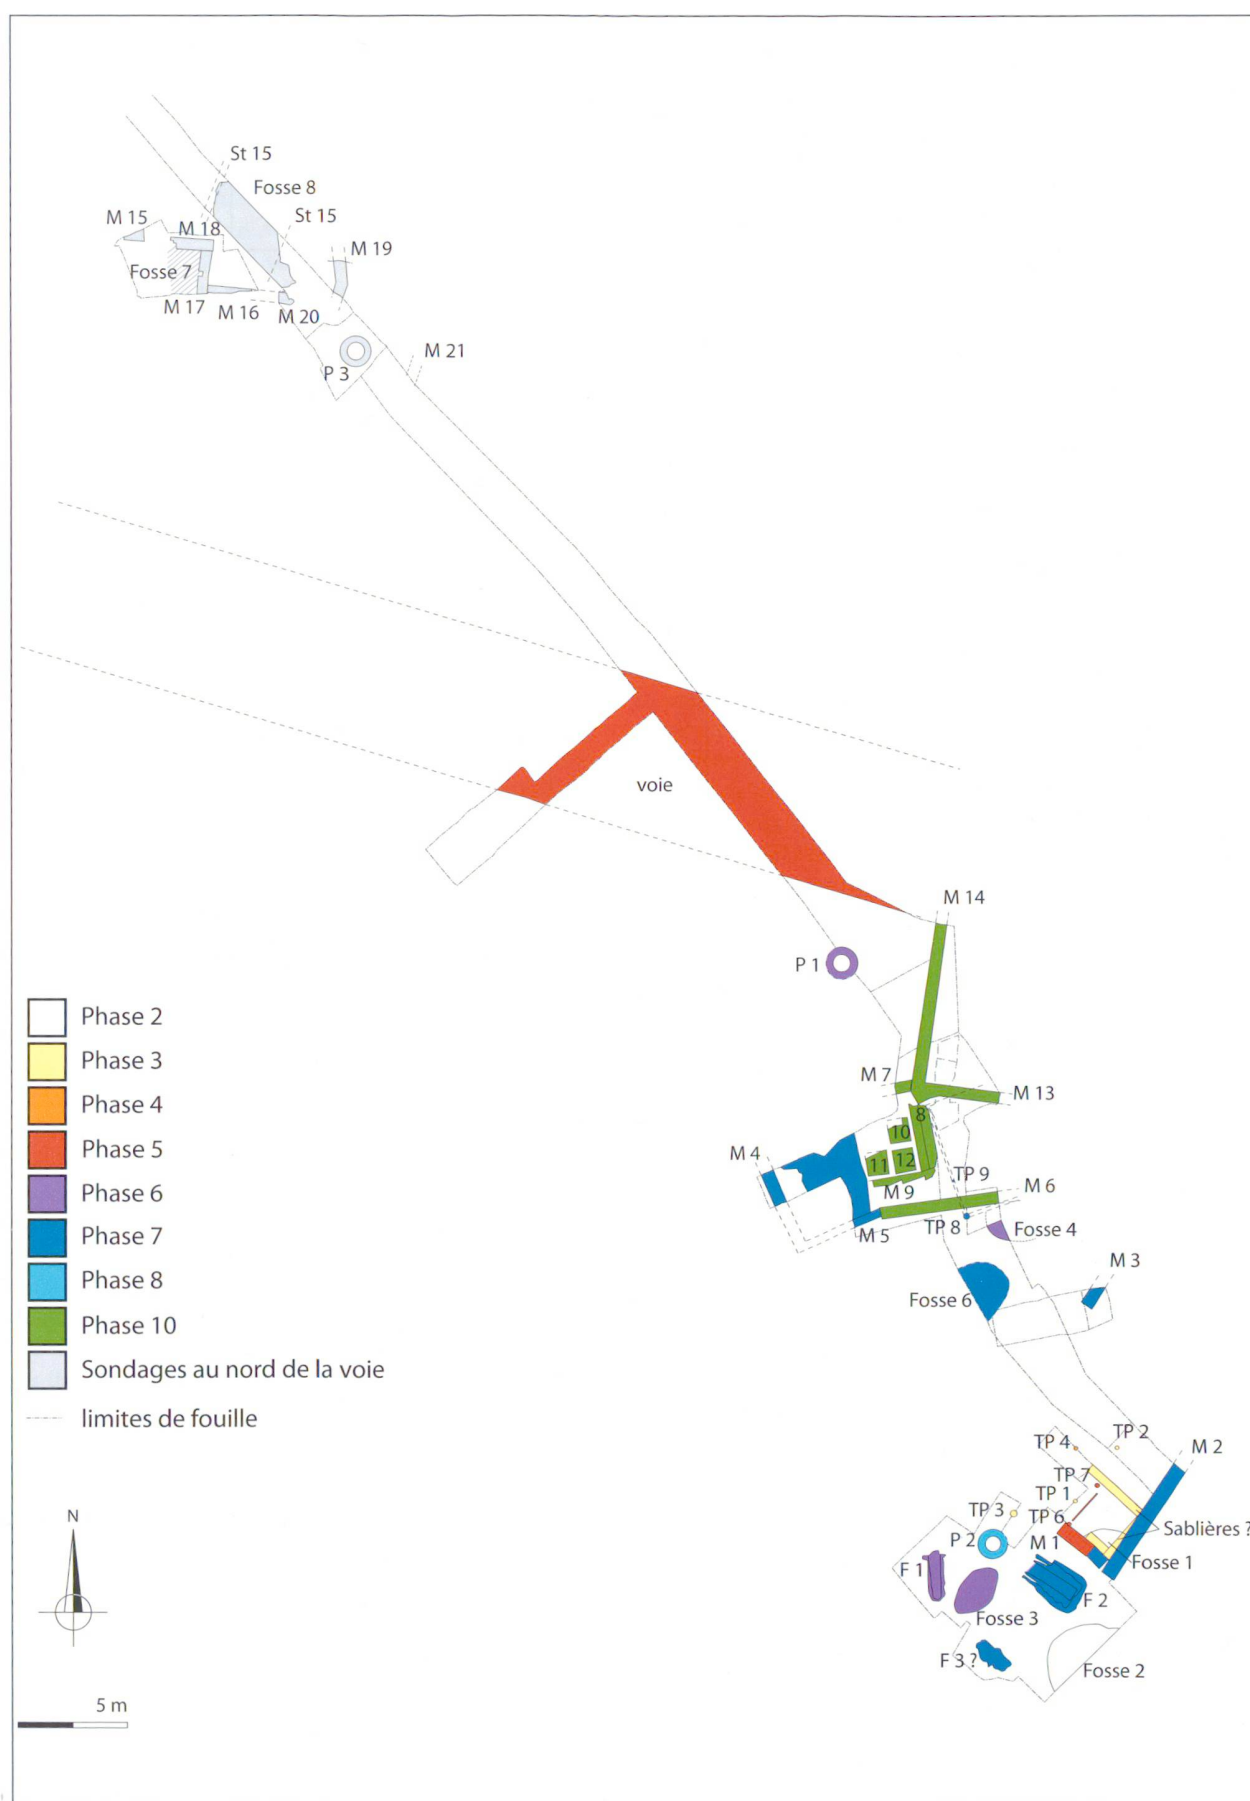 St 15
Fosse 8
St 15
M 15
M 18
M 19
Fosse 7
M 17
M 16
M 20
P 3
M 21
voie
M 14
P 1
M 7
M 13
8
10
M 4
11
12
TP 9
M 9
M 6
M 5
TP 8
Fosse 4
M 3
Fosse 6
Phase 2
Phase 3
Phase 4
Phase 5
Phase 6
Phase 7
Phase 8
Phase 10
Sondages au nord de la voie
limites de fouille
TP 4
TP 2
M 2
TP 7
TP 1
TP 3
TP 6
Sablières ?
P 2
M 1
Fosse 1
F 1
F 2
Fosse 3
F 3 ?
Fosse 2
N
5 m